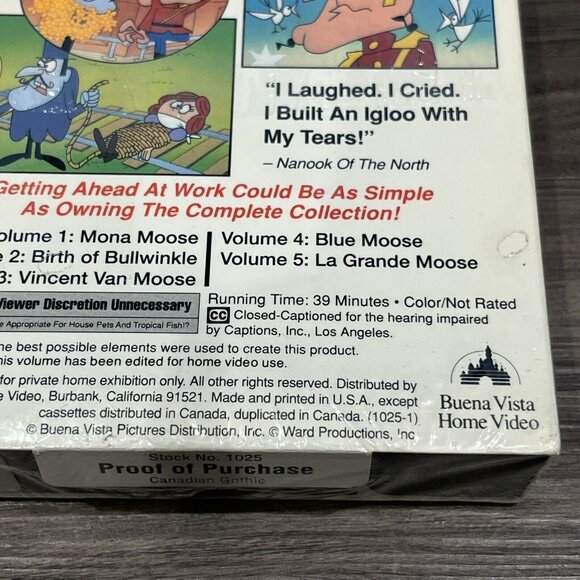 “I Laughed. I Cried.
I Built An Igloo With
My Tears!”
– Nanook Of The North
Getting Ahead At Work Could Be As Simple
As Owning The Complete Collection!
Volume 1: Mona Moose
2: Birth of Bullwinkle
3: Vincent Van Moose
Volume 4: Blue Moose
Volume 5: La Grande Moose
Viewer Discretion Unnecessary
Appropriate For House Pets And Tropical Fish!?
Running Time: 39 Minutes • Color/Not Rated
CC Closed-Captioned for the hearing impaired
by Captions, Inc., Los Angeles.
best possible elements were used to create this product.
this volume has been edited for home video use.
for private home exhibition only. All other rights reserved. Distributed by
Video, Burbank, California 91521. Made and printed in U.S.A., except
cassettes distributed in Canada, duplicated in Canada. (1025-1)
© Buena Vista Pictures Distribution, Inc. © Ward Productions, Inc
Buena Vista
Home Video
Stock No. 1025
Proof of Purchase
Canadian Gothic